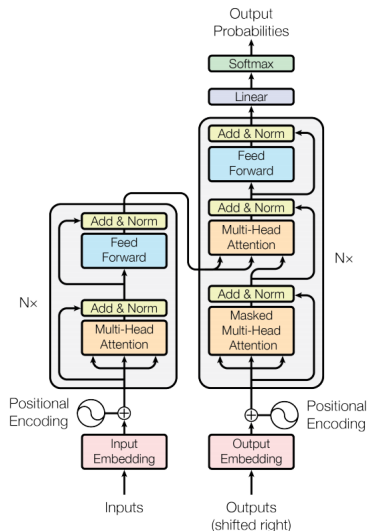 Output
Probabilities
Softmax
Linear
Add & Norm
Feed
Forward
Add & Norm
Multi-Head
Attention
Add & Norm
Masked
Multi-Head
Attention
N×
Add & Norm
Feed
Forward
N×
Add & Norm
Multi-Head
Attention
Positional
Encoding
Positional
Encoding
Input
Embedding
Output
Embedding
Inputs
Outputs
(shifted right)